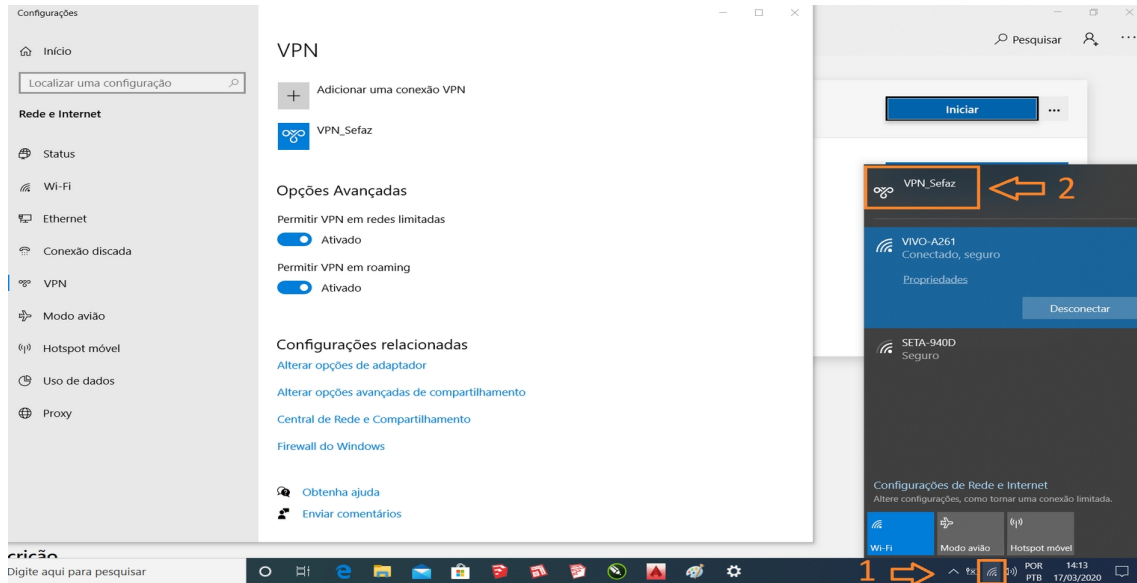 Configurações
Início
Localizar uma configuração
Rede e Internet
Status
Wi-Fi
Ethernet
Conexão discada
VPN
Modo avião
Hotspot móvel
Uso de dados
Proxy
VPN
Adicionar uma conexão VPN
VPN_Sefaz
Opções Avançadas
Permitir VPN em redes limitadas
Ativado
Permitir VPN em roaming
Ativado
Configurações relacionadas
Alterar opções de adaptador
Alterar opções avançadas de compartilhamento
Central de Rede e Compartilhamento
Firewall do Windows
Obtenha ajuda
Enviar comentários
Pesquisar
Iniciar
VPN_Sefaz
2
VIVO-A261
Conectado, seguro
Propriedades
Desconectar
SETA-940D
Seguro
Configurações de Rede e Internet
Altere configurações, como tornar uma conexão limitada.
Wi-Fi
Modo avião
Hotspot móvel
crição
Digite aqui para pesquisar
1
POR
PTB
14:13
17/03/2020